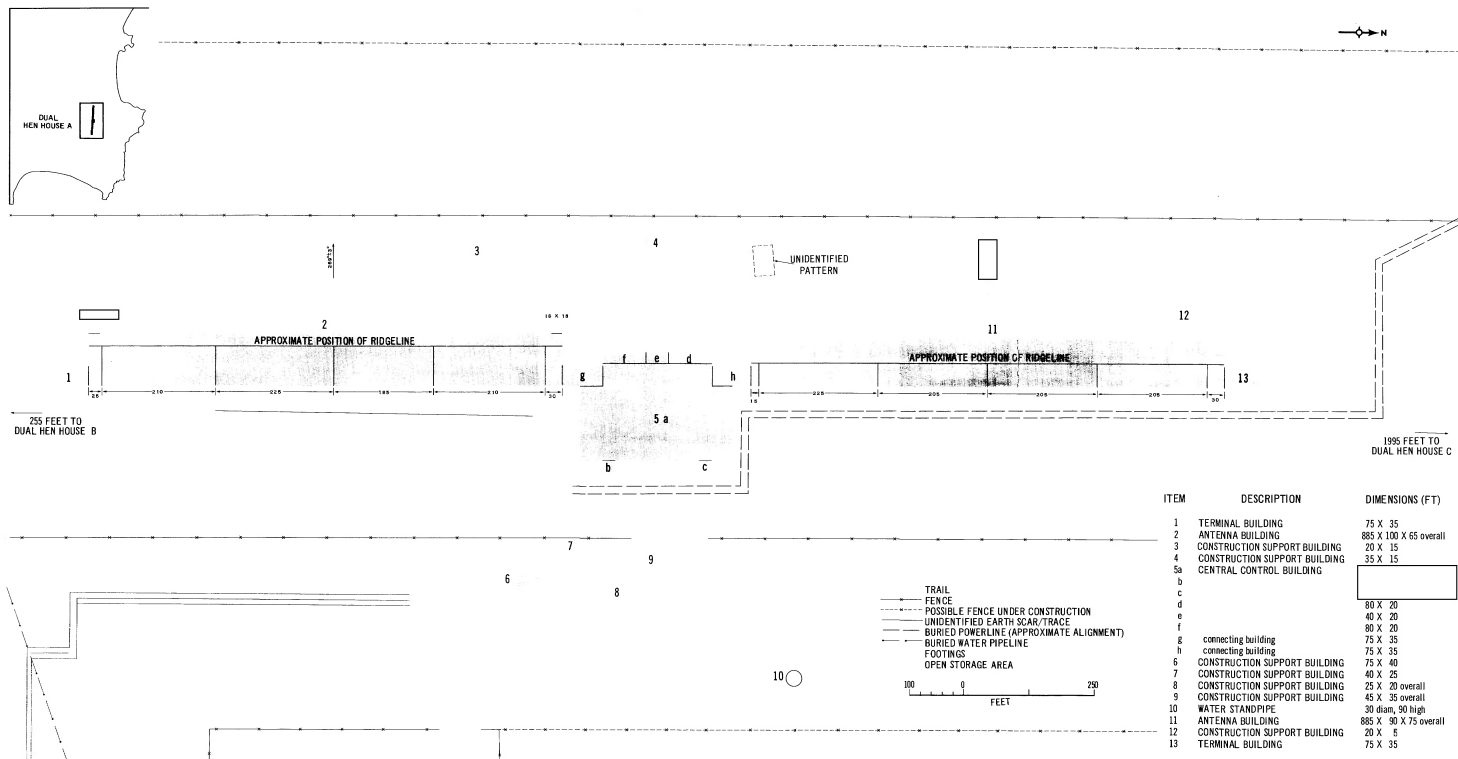 N
DUAL
HEN HOUSE A
3
4
UNIDENTIFIED
PATTERN
2
18 X 18
APPROXIMATE POSITION OF RIDGELINE
12
11
APPROXIMATE POSITION OF RIDGELINE
f e d
1
g
h
13
25 210 225 185 30
15 225 205 205 205 30
255 FEET TO
DUAL HEN HOUSE B
5 a
b
c
1995 FEET TO
DUAL HEN HOUSE C
7
9
6
8
10
TRAIL
FENCE
POSSIBLE FENCE UNDER CONSTRUCTION
UNIDENTIFIED EARTH SCAR/TRACE
BURIED POWERLINE (APPROXIMATE ALIGNMENT)
BURIED WATER PIPELINE
FOOTINGS
OPEN STORAGE AREA
100 0 250
FEET
ITEM DESCRIPTION DIMENSIONS (FT)
1 TERMINAL BUILDING 75 X 35
2 ANTENNA BUILDING 885 X 100 X 65 overall
3 CONSTRUCTION SUPPORT BUILDING 20 X 15
4 CONSTRUCTION SUPPORT BUILDING 35 X 15
5a CENTRAL CONTROL BUILDING
b
c
d 80 X 20
e 40 X 20
f 80 X 20
g connecting building 75 X 35
h connecting building 75 X 35
6 CONSTRUCTION SUPPORT BUILDING 75 X 40
7 CONSTRUCTION SUPPORT BUILDING 40 X 25
8 CONSTRUCTION SUPPORT BUILDING 25 X 20 overall
9 CONSTRUCTION SUPPORT BUILDING 45 X 35 overall
10 WATER STANDPIPE 30 diam, 90 high
11 ANTENNA BUILDING 885 X 90 X 75 overall
12 CONSTRUCTION SUPPORT BUILDING 20 X 5
13 TERMINAL BUILDING 75 X 35